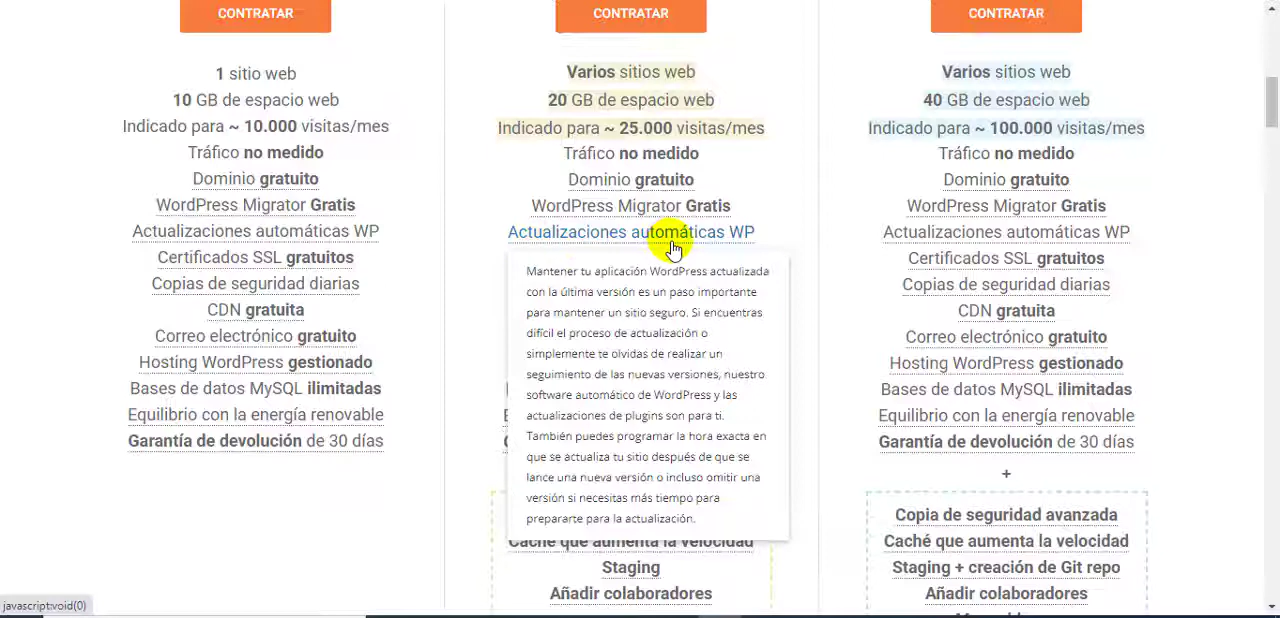 CONTRATAR
1 sitio web
10 GB de espacio web
Indicado para ~ 10.000 visitas/mes
Tráfico no medido
Dominio gratuito
WordPress Migrator Gratis
Actualizaciones automáticas WP
Certificados SSL gratuitos
Copias de seguridad diarias
CDN gratuita
Correo electrónico gratuito
Hosting WordPress gestionado
Bases de datos MySQL ilimitadas
Equilibrio con la energía renovable
Garantía de devolución de 30 días
CONTRATAR
Varios sitios web
20 GB de espacio web
Indicado para ~ 25.000 visitas/mes
Tráfico no medido
Dominio gratuito
WordPress Migrator Gratis
Actualizaciones automáticas WP
Mantener tu aplicación WordPress actualizada
con la última versión es un paso importante
para mantener un sitio seguro. Si encuentras
difícil el proceso de actualización o
simplemente te olvidas de realizar un
seguimiento de las nuevas versiones, nuestro
software automático de WordPress y las
actualizaciones de plugins son para ti.
También puedes programar la hora exacta en
que se actualiza tu sitio después de que se
lance una nueva versión o incluso omitir una
versión si necesitas más tiempo para
prepararte para la actualización.
Caché que aumenta la velocidad
Staging
Añadir colaboradores
CONTRATAR
Varios sitios web
40 GB de espacio web
Indicado para ~ 100.000 visitas/mes
Tráfico no medido
Dominio gratuito
WordPress Migrator Gratis
Actualizaciones automáticas WP
Certificados SSL gratuitos
Copias de seguridad diarias
CDN gratuita
Correo electrónico gratuito
Hosting WordPress gestionado
Bases de datos MySQL ilimitadas
Equilibrio con la energía renovable
Garantía de devolución de 30 días
+
Copia de seguridad avanzada
Caché que aumenta la velocidad
Staging + creación de Git repo
Añadir colaboradores
javascript:void(0)